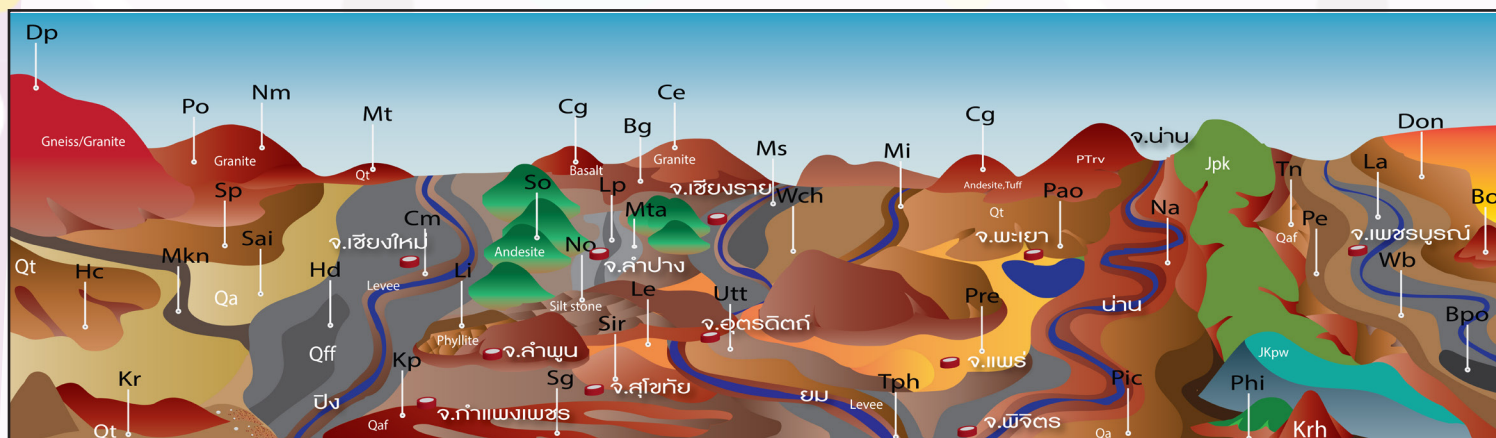 Dp
Po
Nm
Mt
Cg
Ce
Bg
Ms
Mi
Cg
จ.น่าน
Don
Gneiss/Granite
Granite
Qt
Basalt
Granite
PTrv
Jpk
Tn
La
Sp
So
Lp
จ.เชียงราย
Wch
Andesite,Tuff
Pao
Na
Pe
Bo
Cm
Mta
Qt
Qaf
Sai
จ.เชียงใหม่
Andesite
No
จ.ลำปาง
จ.พะเยา
จ.เพชรบูรณ์
Qt
Hc
Mkn
Hd
Li
Wb
Qa
Levee
Silt stone
Le
Utt
Pre
น่าน
Bpo
Qff
Phyllite
Sir
จ.อุตรดิตถ์
จ.ลำพูน
จ.แพร่
JKpw
Kr
Kp
Sg
จ.สุโขทัย
Tph
Pic
Phi
ปิง
จ.กำแพงเพชร
ยม
Levee
จ.พิจิตร
Qt
Qaf
Qa
Krh